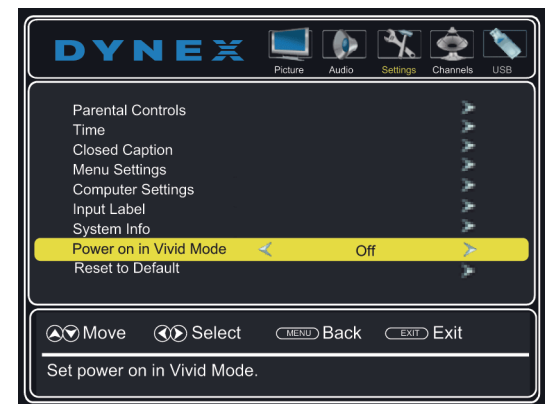 DYNEX
Picture Audio Settings Channels USB
Parental Controls
Time
Closed Caption
Menu Settings
Computer Settings
Input Label
System Info
Power on in Vivid Mode Off
Reset to Default
Move Select MENU Back EXIT Exit
Set power on in Vivid Mode.